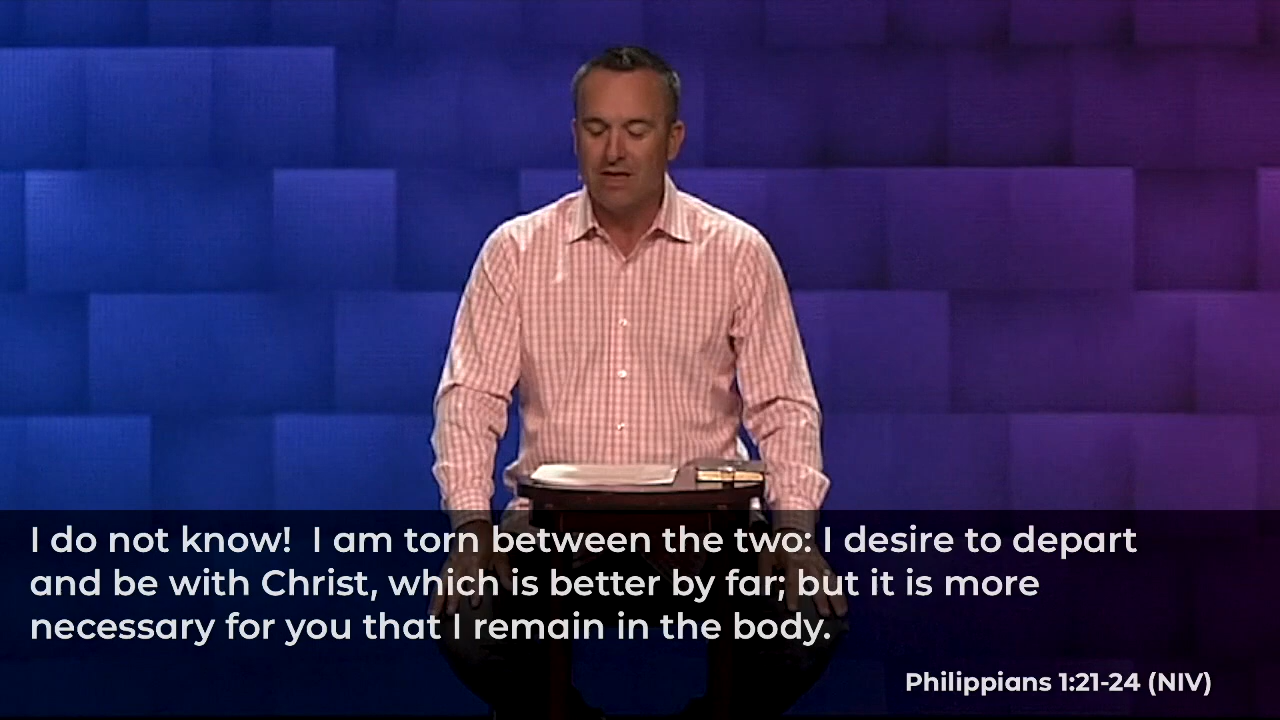 I do not know!  I am torn between the two: I desire to depart
and be with Christ, which is better by far; but it is more
necessary for you that I remain in the body.
Philippians 1:21-24 (NIV)